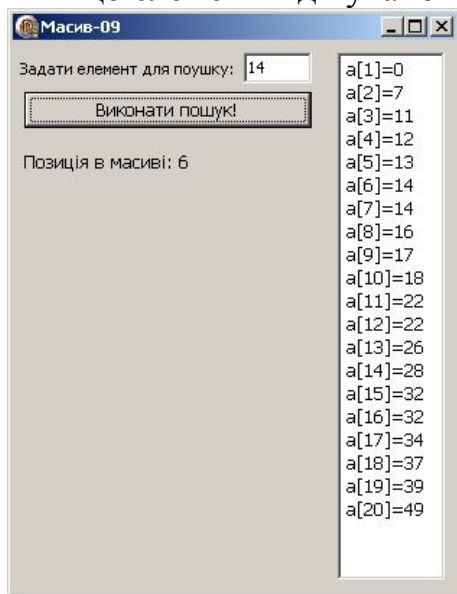 Масив-09
Задати елемент для поушку: 14
Виконати пошук!
Позиція в масиві: 6
a[1]=0
a[2]=7
a[3]=11
a[4]=12
a[5]=13
a[6]=14
a[7]=14
a[8]=16
a[9]=17
a[10]=18
a[11]=22
a[12]=22
a[13]=26
a[14]=28
a[15]=32
a[16]=32
a[17]=34
a[18]=37
a[19]=39
a[20]=49